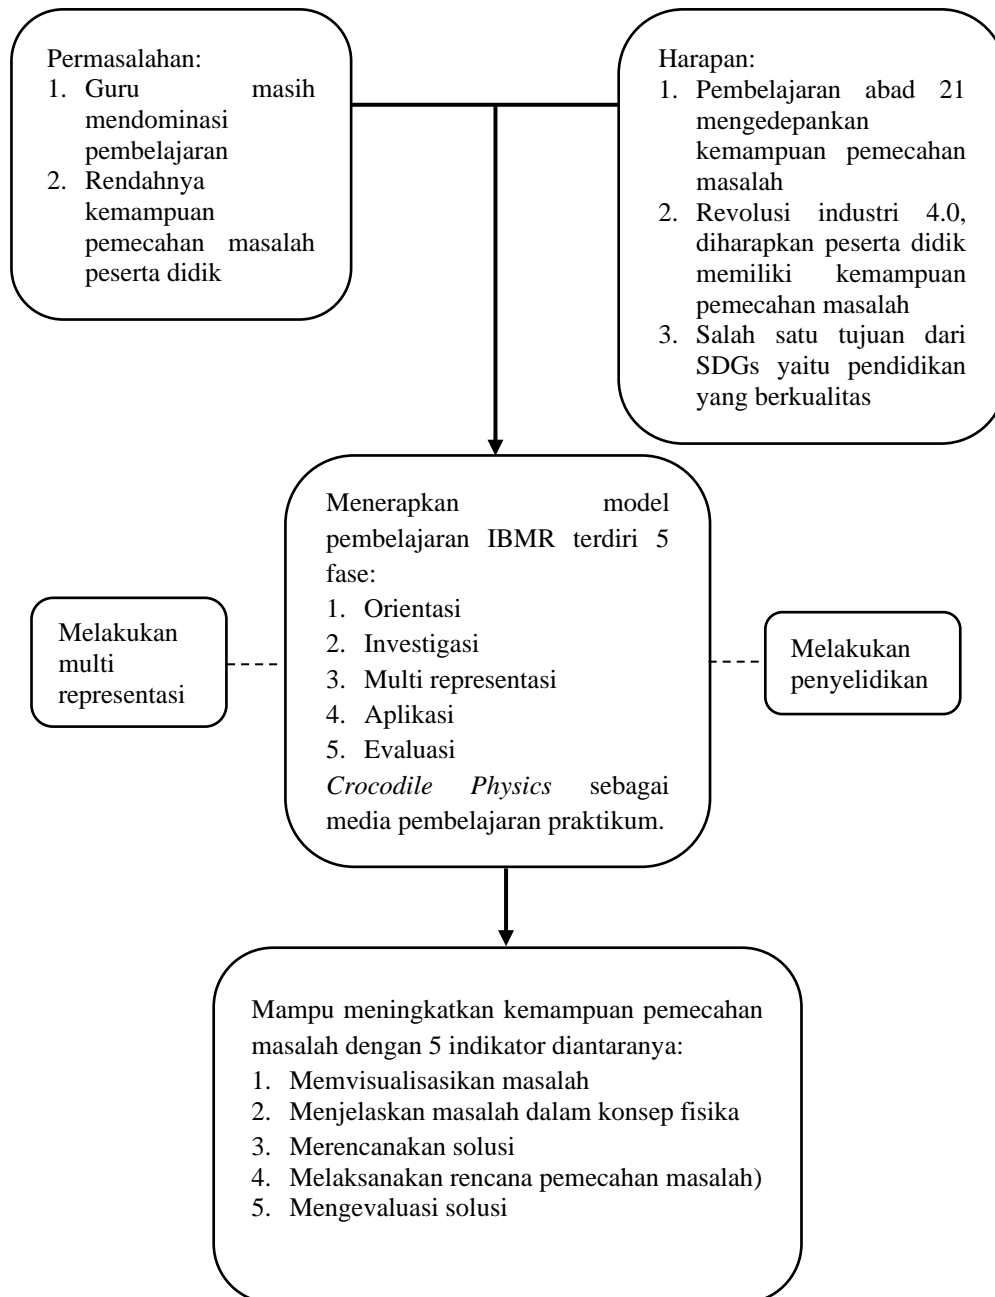 Permasalahan:
1. Guru masih
mendominasi
pembelajaran
2. Rendahnya
kemampuan
pemecahan masalah
peserta didik
Harapan:
1. Pembelajaran abad 21
mengedepankan
kemampuan pemecahan
masalah
2. Revolusi industri 4.0,
diharapkan peserta didik
memiliki kemampuan
pemecahan masalah
3. Salah satu tujuan dari
SDGs yaitu pendidikan
yang berkualitas
Menerapkan model
pembelajaran IBMR terdiri 5
fase:
1. Orientasi
2. Investigasi
3. Multi representasi
4. Aplikasi
5. Evaluasi
Crocodile Physics sebagai
media pembelajaran praktikum.
Melakukan
multi
representasi
Melakukan
penyelidikan
Mampu meningkatkan kemampuan pemecahan
masalah dengan 5 indikator diantaranya:
1. Memvisualisasikan masalah
2. Menjelaskan masalah dalam konsep fisika
3. Merencanakan solusi
4. Melaksanakan rencana pemecahan masalah)
5. Mengevaluasi solusi